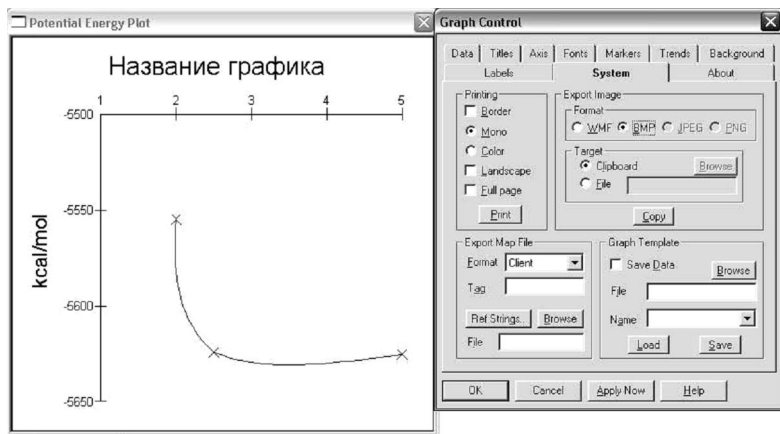 Potential Energy Plot
Название графика
1 2 3 4 5
-5500
-5550
-5600
-5650
kcal/mol
Graph Control
Data Titles Axis Fonts Markers Trends Background
Labels System About
Printing
Border
Mono
Color
Landscape
Full page
Print
Export Image
Format
WMF BMP JPEG PNG
Target
Clipboard Browse
File
Copy
Export Map File
Format Client
Tag
Ref Strings... Browse
File
Graph Template
Save Data Browse
File
Name
Load Save
OK Cancel Apply Now Help